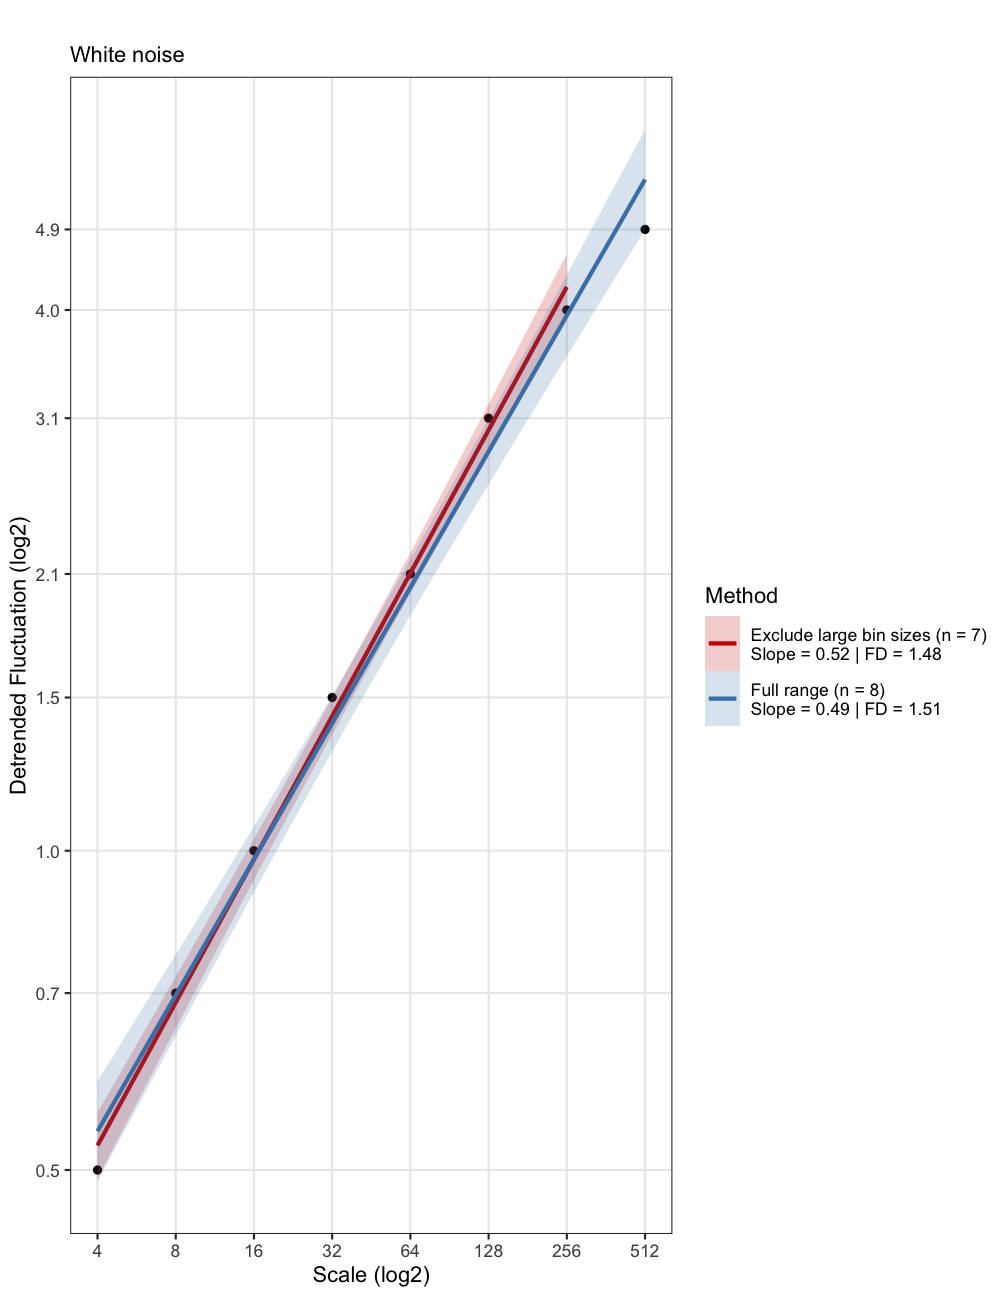 White noise
Detrended Fluctuation (log2)
4.9
4.0
3.1
2.1
1.5
1.0
0.7
0.5
4 8 16 32 64 128 256 512
Scale (log2)
Method
Exclude large bin sizes (n = 7)
Slope = 0.52 | FD = 1.48
Full range (n = 8)
Slope = 0.49 | FD = 1.51